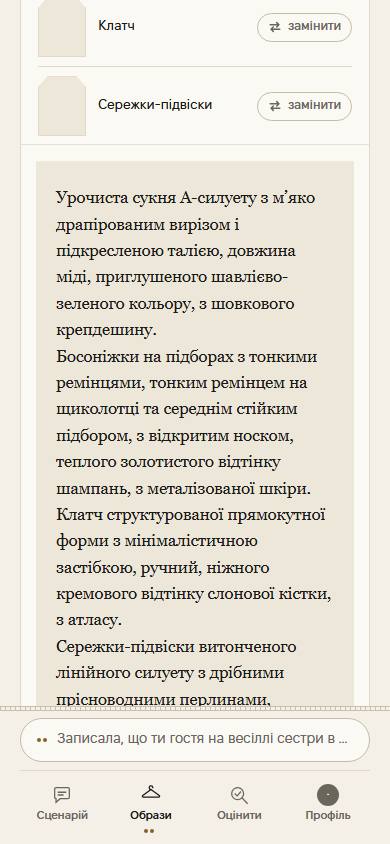 Клатч
замінити
Сережки-підвіски
замінити
Урочиста сукня А-силуету з м’яко
драпірованим вирізом і
підкресленою талією, довжина
міді, приглушеного шавлієво-
зеленого кольору, з шовкового
крепдешину.
Босоніжки на підборах з тонкими
ремінцями, тонким ремінцем на
щиколотці та середнім стійким
підбором, з відкритим носком,
теплого золотистого відтінку
шампань, з металізованої шкіри.
Клатч структурованої прямокутної
форми з мінімалістичною
застібкою, ручний, ніжного
кремового відтінку слонової кістки,
з атласу.
Сережки-підвіски витонченого
лінійного силуету з дрібними
прісноводними перлинами,
Записала, що ти гостя на весіллі сестри в ...
Сценарій
Образи
Оцінити
Профіль